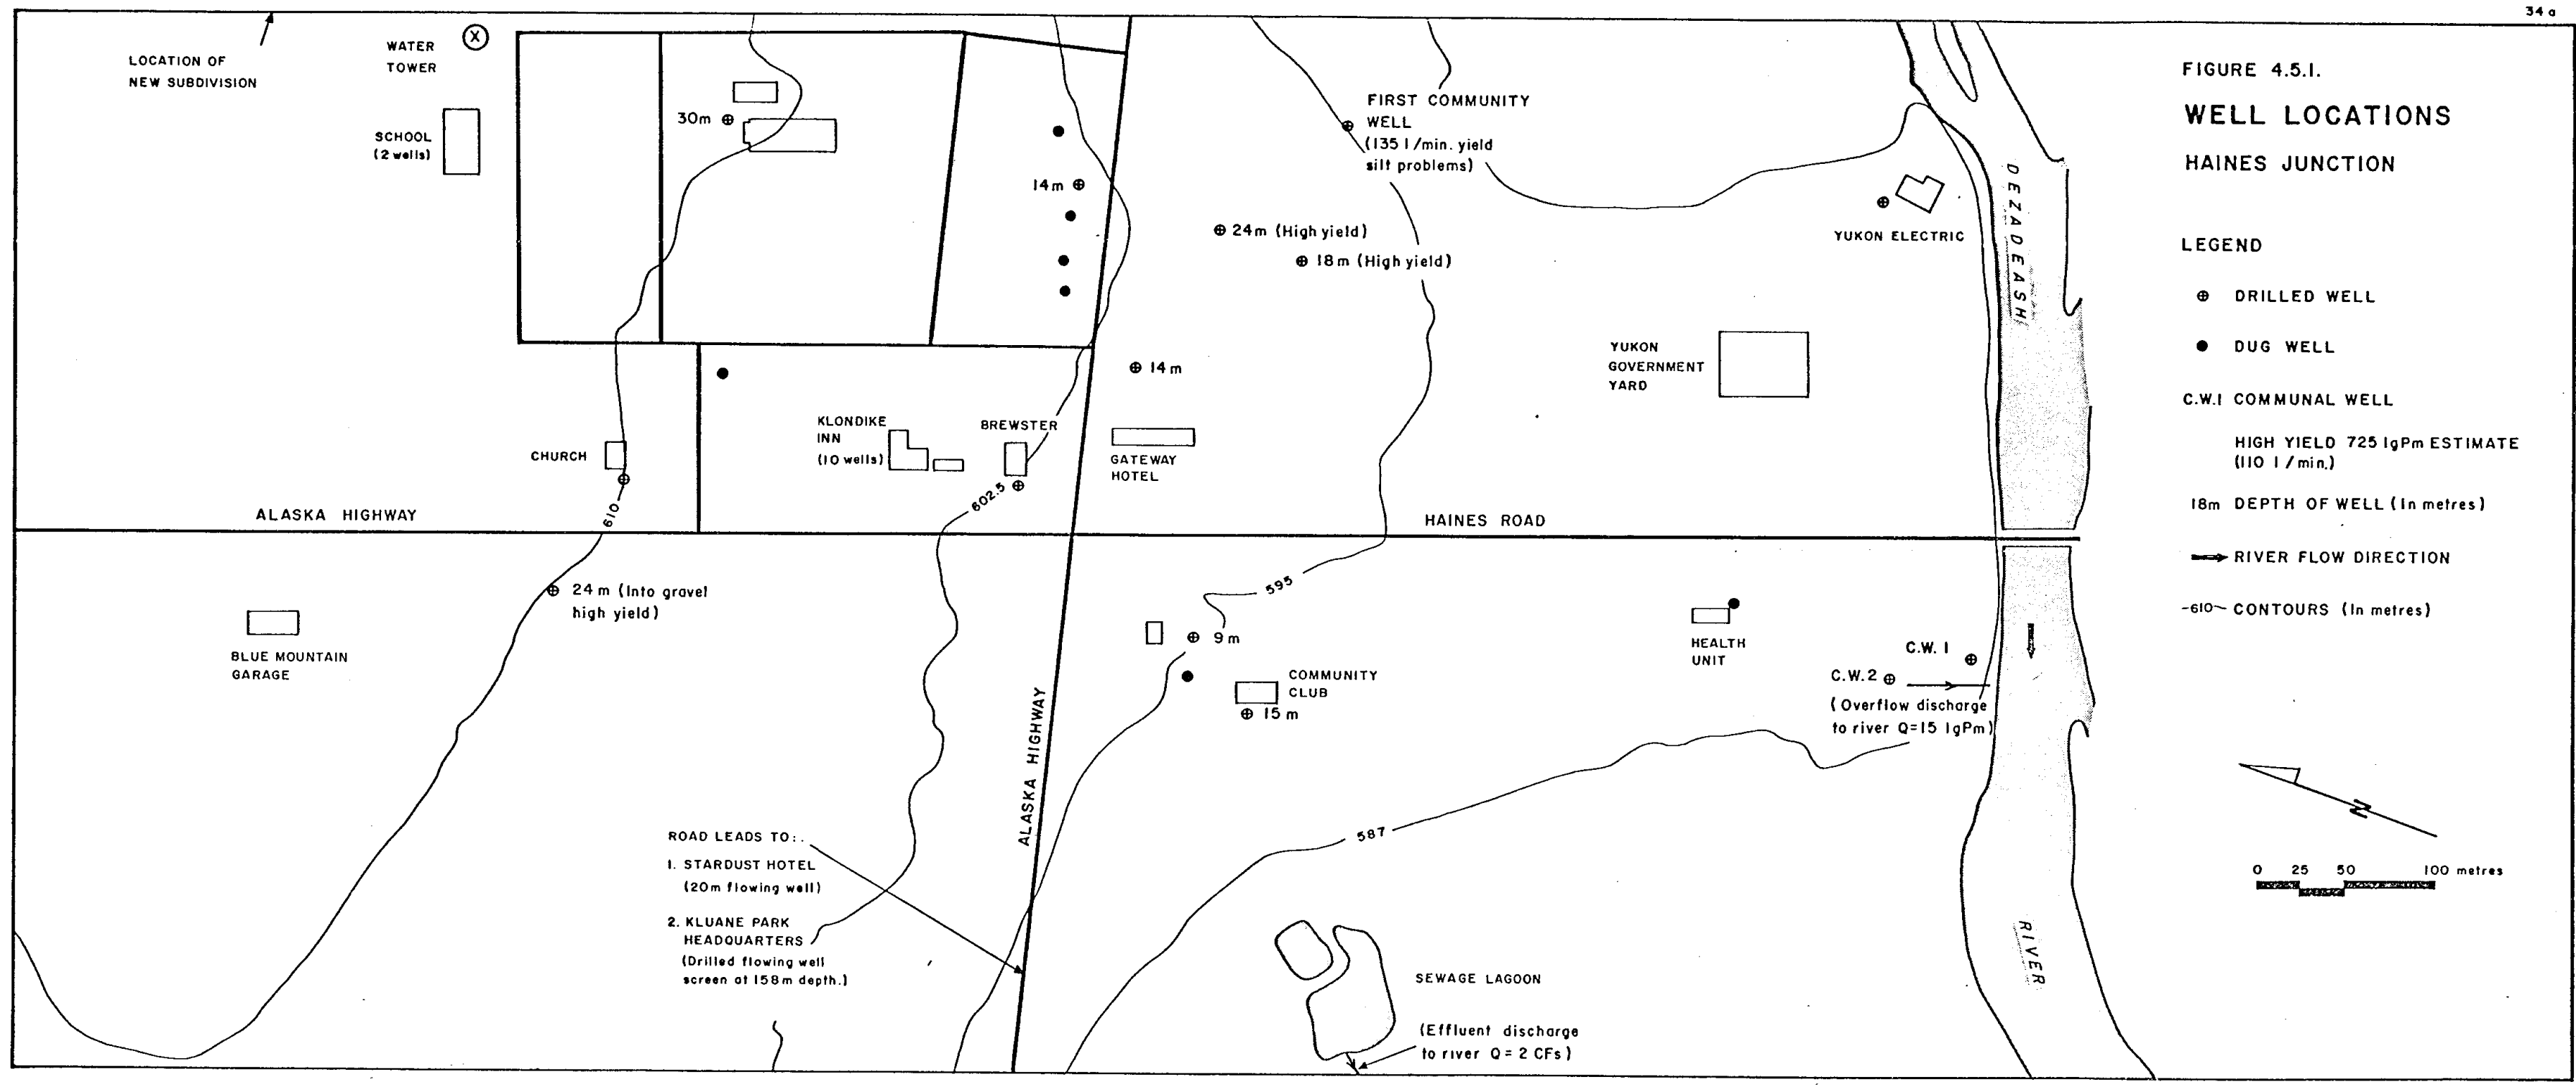 34a
LOCATION OF
NEW SUBDIVISION
WATER
TOWER
X
SCHOOL
(2 wells)
30m
14m
FIRST COMMUNITY
WELL
(135 l/min. yield
silt problems)
24m (High yield)
18m (High yield)
YUKON ELECTRIC
DEZADEASH
YUKON
GOVERNMENT
YARD
14m
KLONDIKE
INN
(10 wells)
BREWSTER
GATEWAY
HOTEL
CHURCH
610
602.5
ALASKA HIGHWAY
HAINES ROAD
24m (Into gravel
high yield)
BLUE MOUNTAIN
GARAGE
595
9m
COMMUNITY
CLUB
15m
HEALTH
UNIT
C.W. 1
C.W.2
(Overflow discharge
to river Q=15 IgPm)
ALASKA HIGHWAY
587
ROAD LEADS TO:.
1. STARDUST HOTEL
(20m flowing well)
2. KLUANE PARK
HEADQUARTERS
(Drilled flowing well
screen at 158m depth.)
SEWAGE LAGOON
(Effluent discharge
to river Q = 2 CFs)
RIVER
FIGURE 4.5.1.
WELL LOCATIONS
HAINES JUNCTION
LEGEND
DRILLED WELL
DUG WELL
C.W.1 COMMUNAL WELL
HIGH YIELD 725 IgPm ESTIMATE
(110 l/min.)
18m DEPTH OF WELL (In metres)
RIVER FLOW DIRECTION
-610- CONTOURS (In metres)
N
0 25 50 100 metres